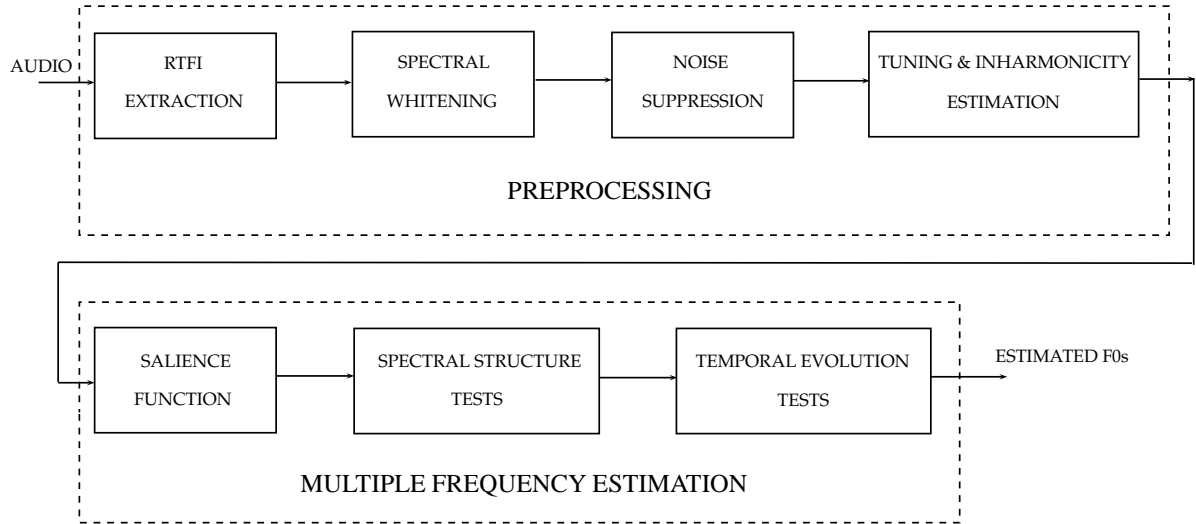 AUDIO
RTFI
EXTRACTION
SPECTRAL
WHITENING
NOISE
SUPPRESSION
TUNING & INHARMONICITY
ESTIMATION
PREPROCESSING
SALIENCE
FUNCTION
SPECTRAL STRUCTURE
TESTS
TEMPORAL EVOLUTION
TESTS
ESTIMATED F0s
MULTIPLE FREQUENCY ESTIMATION